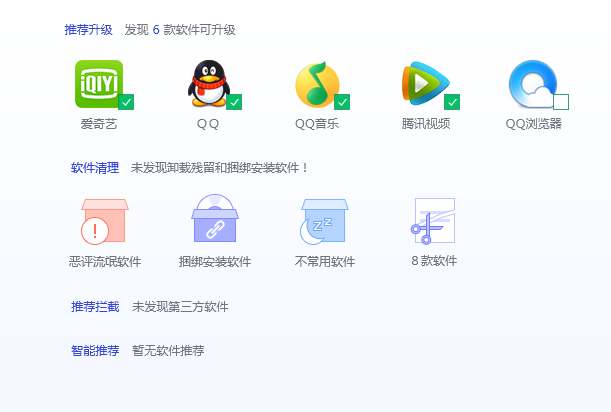 推荐升级 发现 6 款软件可升级
iQIYI
爱奇艺 QQ QQ音乐 腾讯视频 QQ浏览器
软件清理 未发现卸载残留和捆绑安装软件！
! zz
恶评流氓软件 捆绑安装软件 不常用软件 8款软件
推荐拦截 未发现第三方软件
智能推荐 暂无软件推荐